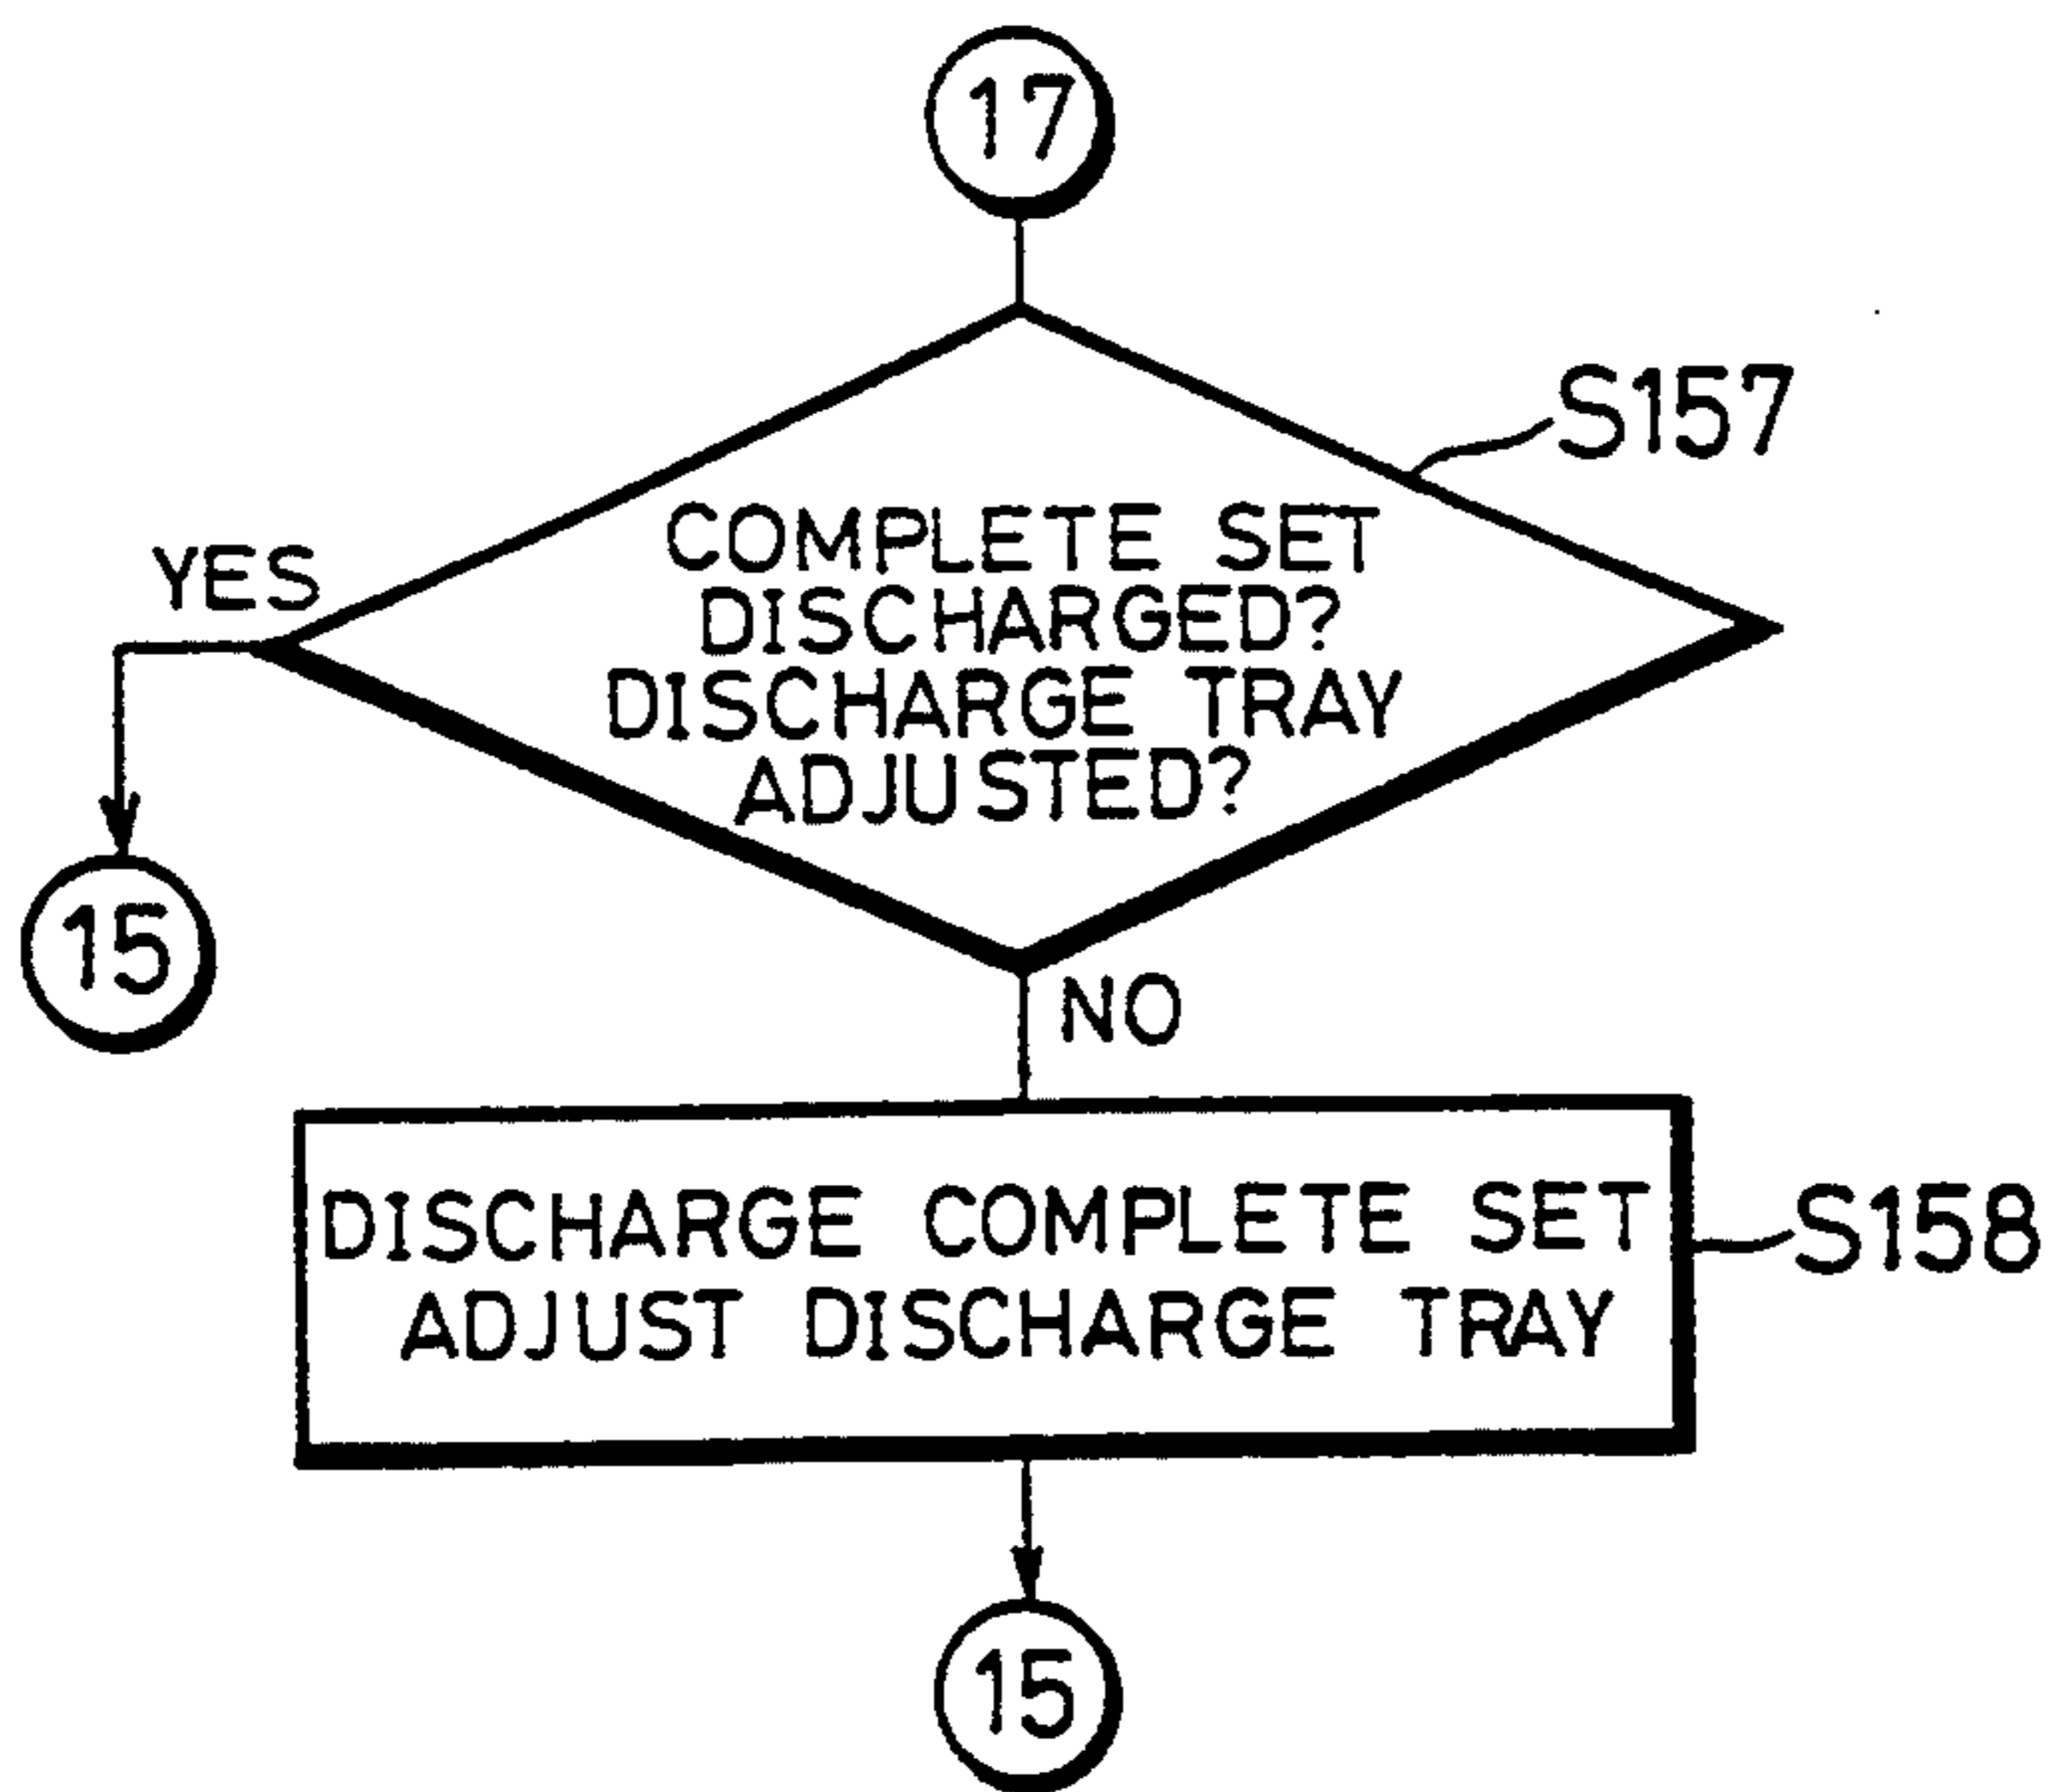 17
S157
COMPLETE SET
DISCHARGED?
DISCHARGE TRAY
ADJUSTED?
YES
15
NO
DISCHARGE COMPLETE SET
ADJUST DISCHARGE TRAY
S158
15